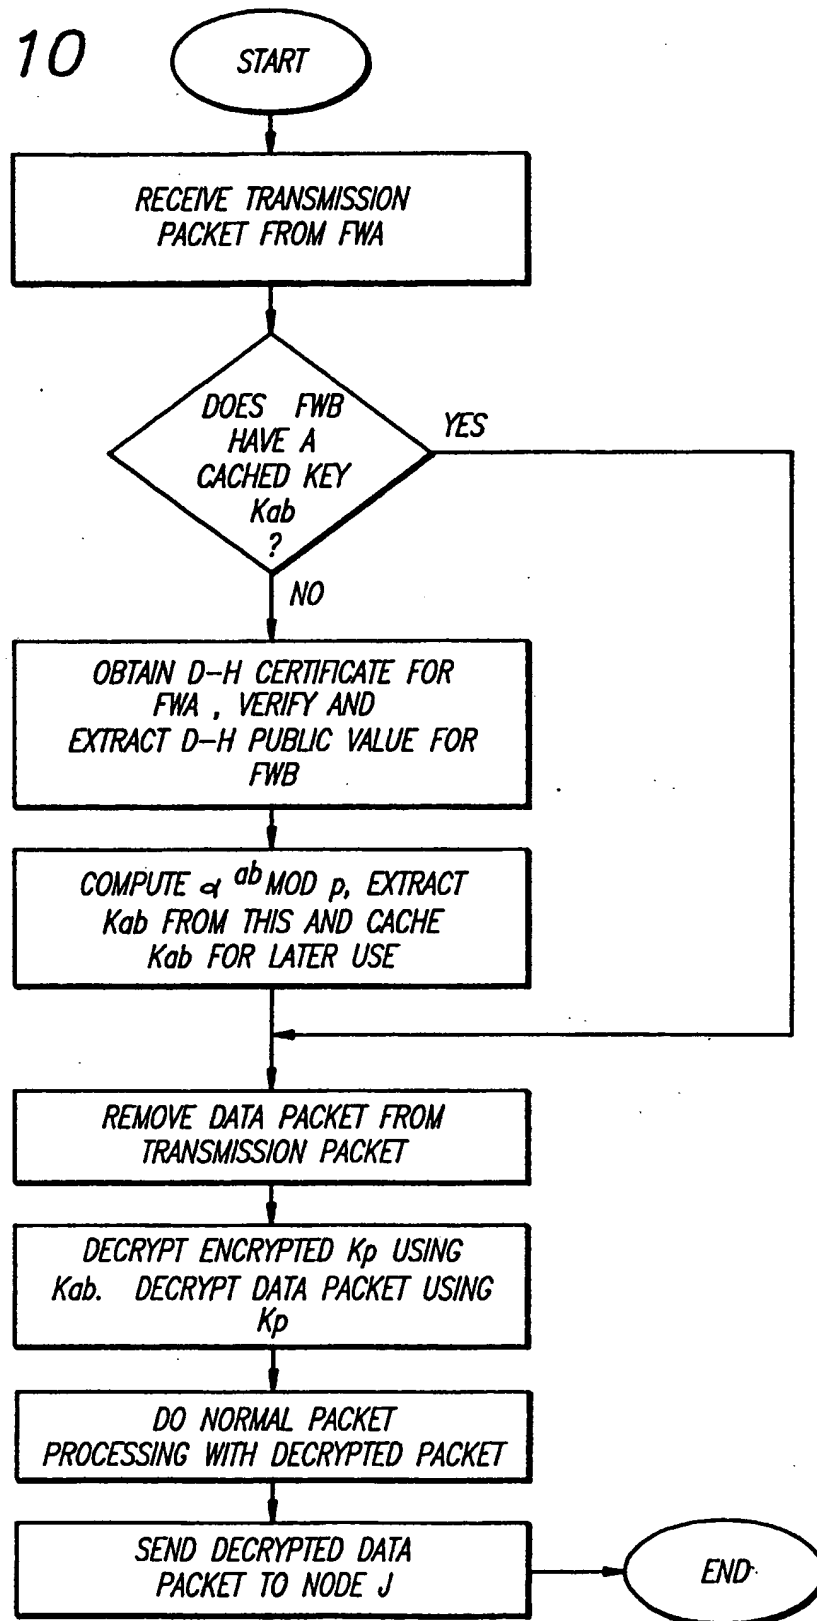 10
START
RECEIVE TRANSMISSION
PACKET FROM FWA
DOES FWB
HAVE A
CACHED KEY
Kab
?
YES
NO
OBTAIN D-H CERTIFICATE FOR
FWA , VERIFY AND
EXTRACT D-H PUBLIC VALUE FOR
FWB
COMPUTE α ab MOD p, EXTRACT
Kab FROM THIS AND CACHE
Kab FOR LATER USE
REMOVE DATA PACKET FROM
TRANSMISSION PACKET
DECRYPT ENCRYPTED Kp USING
Kab. DECRYPT DATA PACKET USING
Kp
DO NORMAL PACKET
PROCESSING WITH DECRYPTED PACKET
SEND DECRYPTED DATA
PACKET TO NODE J
END